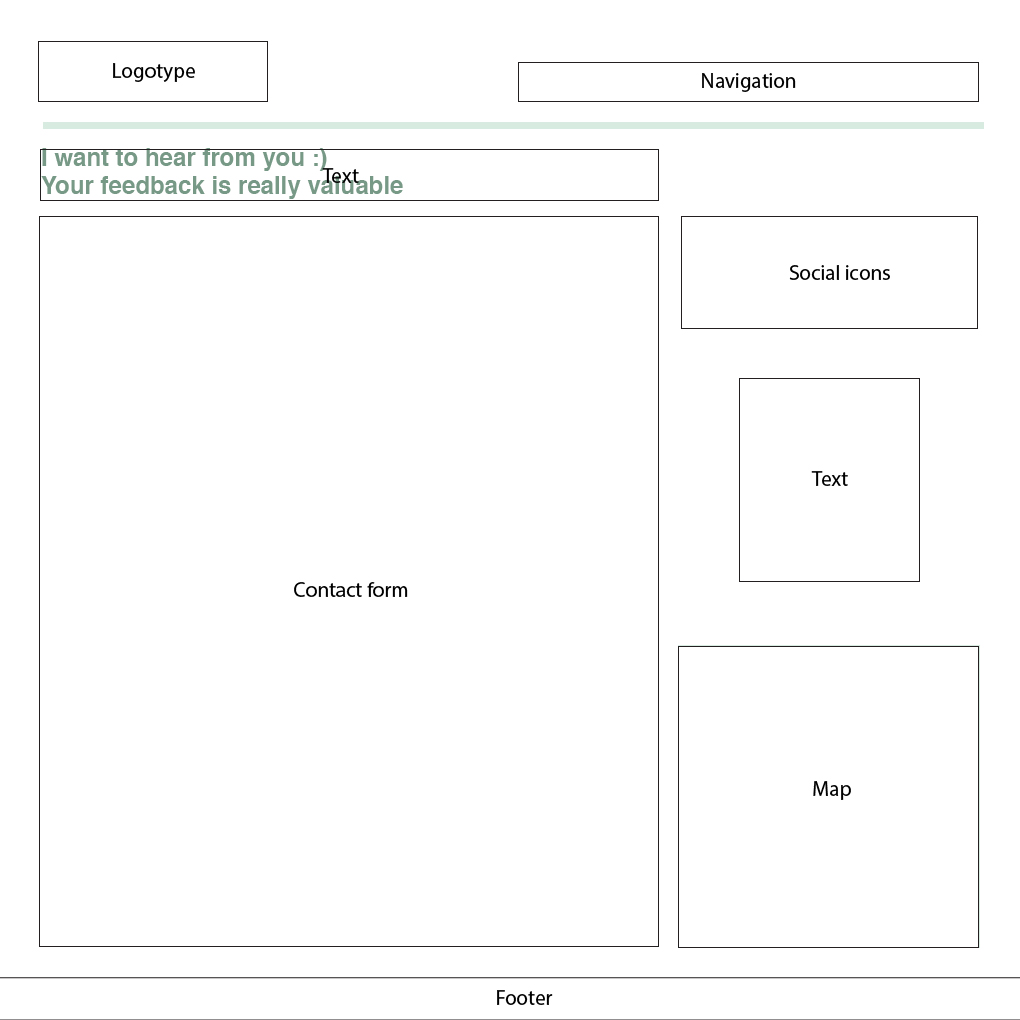 Logotype
Navigation
I want to hear from you :)
Text
Your feedback is really valuable
Social icons
Text
Contact form
Map
Footer